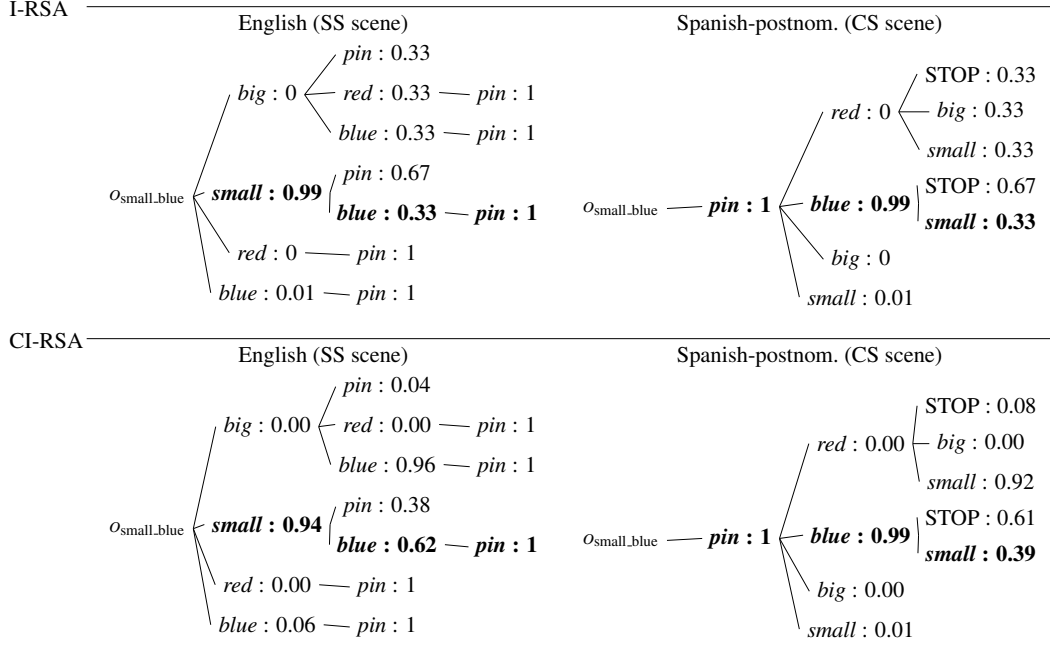 I-RSA
English (SS scene)
Spanish-postnom. (CS scene)
pin : 0.33
big : 0
red : 0.33
pin : 1
blue : 0.33
pin : 1
o_small_blue
small : 0.99
pin : 0.67
blue : 0.33
pin : 1
red : 0
pin : 1
blue : 0.01
pin : 1
STOP : 0.33
red : 0
big : 0.33
small : 0.33
o_small_blue
pin : 1
blue : 0.99
STOP : 0.67
small : 0.33
big : 0
small : 0.01
CI-RSA
English (SS scene)
Spanish-postnom. (CS scene)
pin : 0.04
big : 0.00
red : 0.00
pin : 1
blue : 0.96
pin : 1
o_small_blue
small : 0.94
pin : 0.38
blue : 0.62
pin : 1
red : 0.00
pin : 1
blue : 0.06
pin : 1
STOP : 0.08
red : 0.00
big : 0.00
small : 0.92
o_small_blue
pin : 1
blue : 0.99
STOP : 0.61
small : 0.39
big : 0.00
small : 0.01